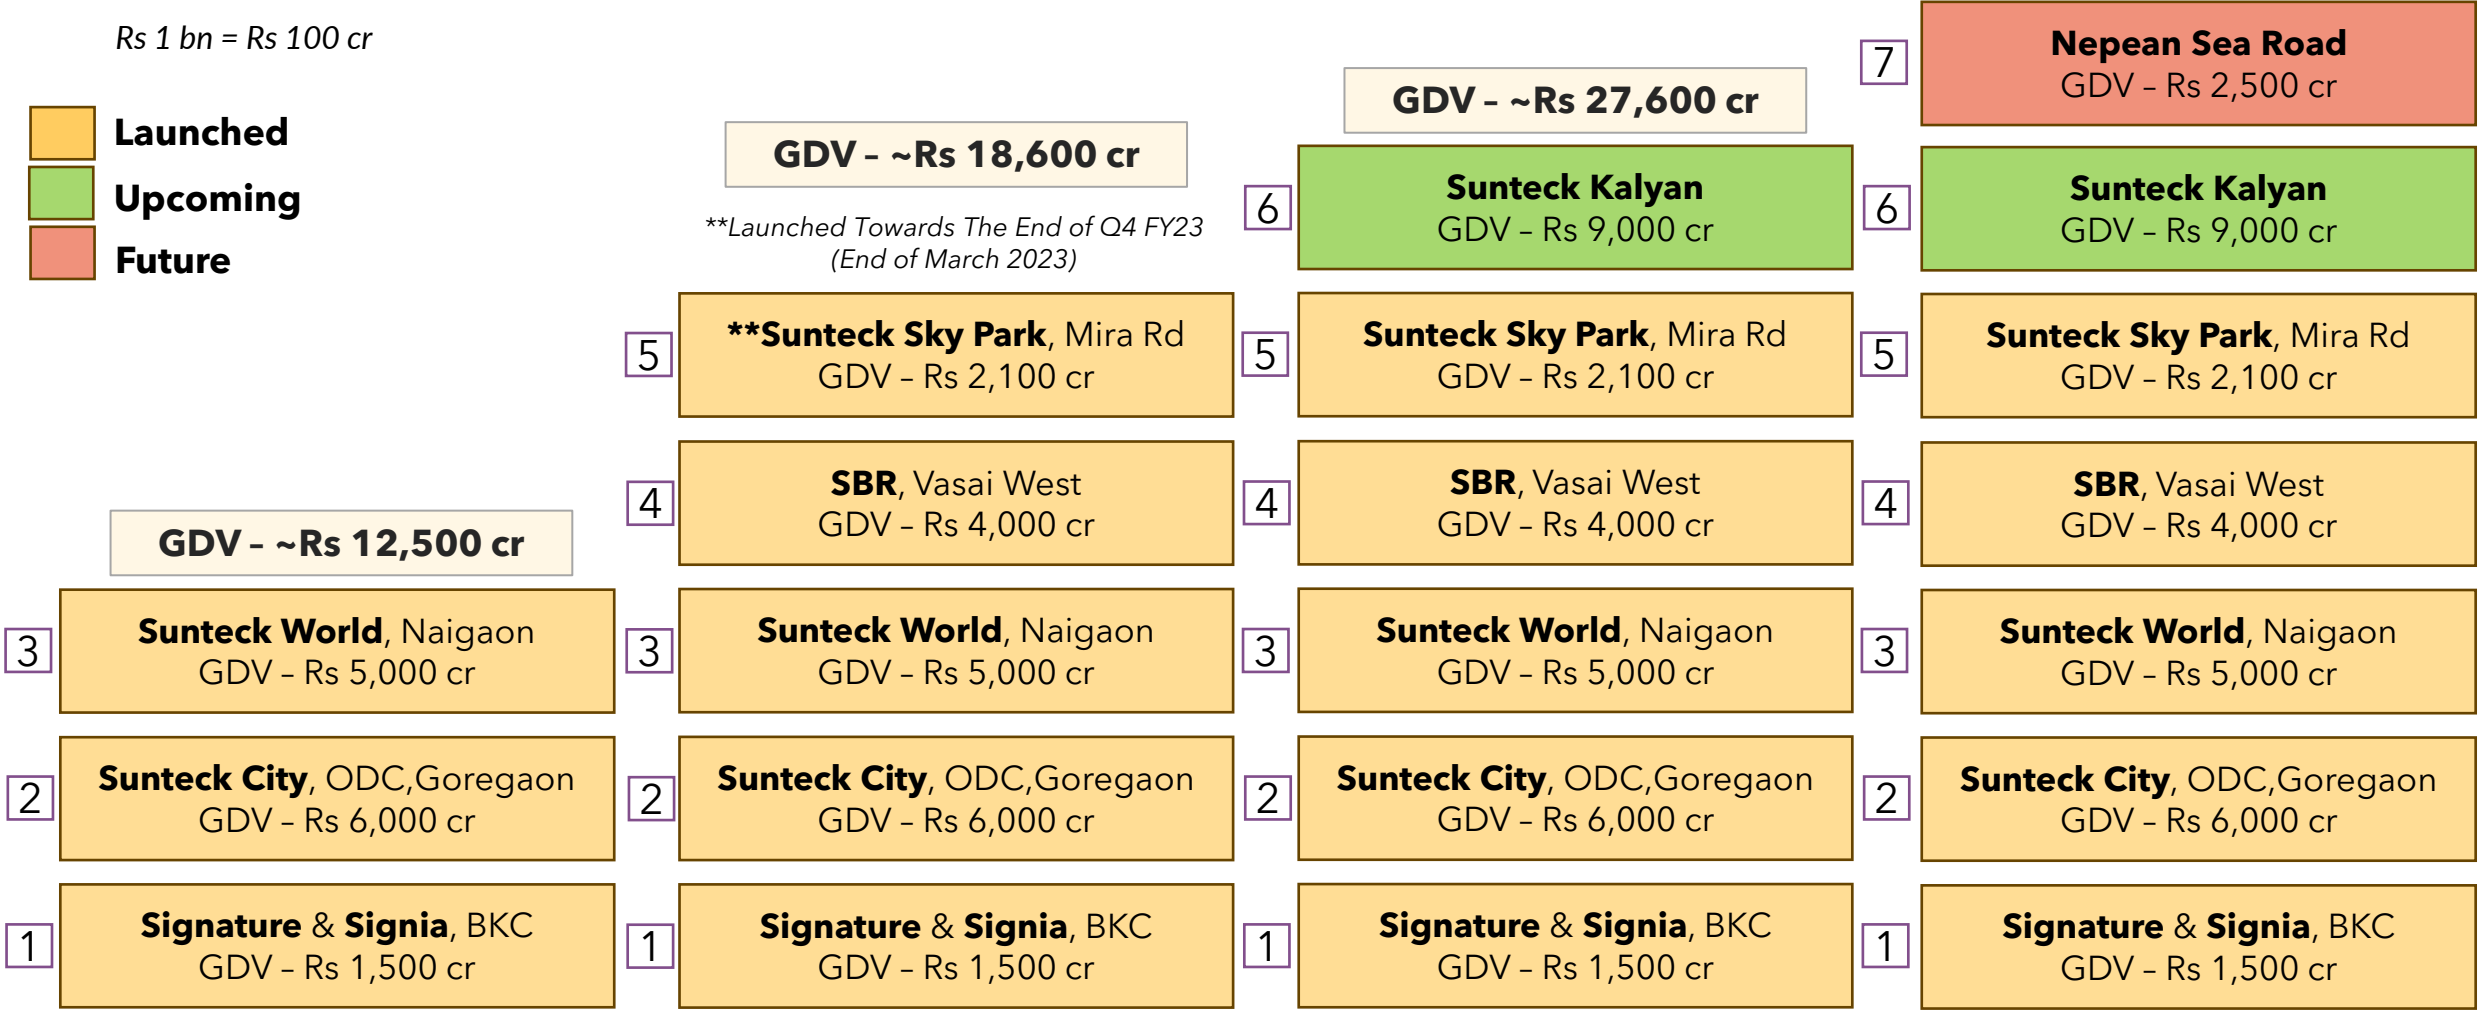 Rs 1 bn = Rs 100 cr
Launched
Upcoming
Future
GDV – ~Rs 12,500 cr
3
Sunteck World, Naigaon
GDV – Rs 5,000 cr
2
Sunteck City, ODC,Goregaon
GDV – Rs 6,000 cr
1
Signature & Signia, BKC
GDV – Rs 1,500 cr
GDV – ~Rs 18,600 cr
**Launched Towards The End of Q4 FY23
(End of March 2023)
5
**Sunteck Sky Park, Mira Rd
GDV – Rs 2,100 cr
4
SBR, Vasai West
GDV – Rs 4,000 cr
3
Sunteck World, Naigaon
GDV – Rs 5,000 cr
2
Sunteck City, ODC,Goregaon
GDV – Rs 6,000 cr
1
Signature & Signia, BKC
GDV – Rs 1,500 cr
GDV – ~Rs 27,600 cr
6
Sunteck Kalyan
GDV – Rs 9,000 cr
5
Sunteck Sky Park, Mira Rd
GDV – Rs 2,100 cr
4
SBR, Vasai West
GDV – Rs 4,000 cr
3
Sunteck World, Naigaon
GDV – Rs 5,000 cr
2
Sunteck City, ODC,Goregaon
GDV – Rs 6,000 cr
1
Signature & Signia, BKC
GDV – Rs 1,500 cr
7
Nepean Sea Road
GDV – Rs 2,500 cr
6
Sunteck Kalyan
GDV – Rs 9,000 cr
5
Sunteck Sky Park, Mira Rd
GDV – Rs 2,100 cr
4
SBR, Vasai West
GDV – Rs 4,000 cr
3
Sunteck World, Naigaon
GDV – Rs 5,000 cr
2
Sunteck City, ODC,Goregaon
GDV – Rs 6,000 cr
1
Signature & Signia, BKC
GDV – Rs 1,500 cr